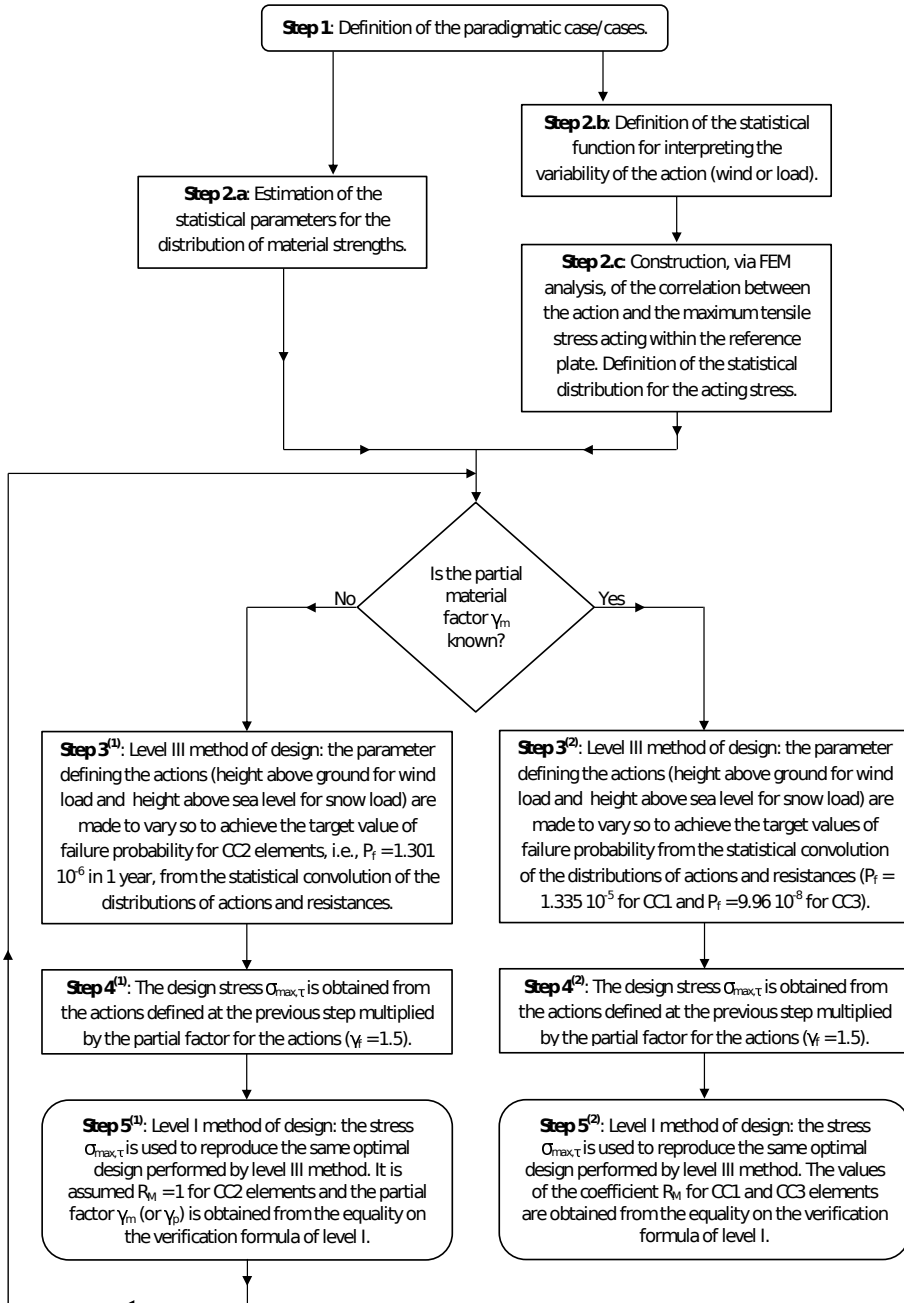 Step 1: Definition of the paradigmatic case/cases.
Step 2.b: Definition of the statistical
function for interpreting the
variability of the action (wind or load).
Step 2.a: Estimation of the
statistical parameters for the
distribution of material strengths.
Step 2.c: Construction, via FEM
analysis, of the correlation between
the action and the maximum tensile
stress acting within the reference
plate. Definition of the statistical
distribution for the acting stress.
Is the partial
material
factor γm
known?
No
Yes
Step 3(1): Level III method of design: the parameter
defining the actions (height above ground for wind
load and height above sea level for snow load) are
made to vary so to achieve the target value of
failure probability for CC2 elements, i.e., Pf = 1.301
10-6 in 1 year, from the statistical convolution of the
distributions of actions and resistances.
Step 3(2): Level III method of design: the parameter
defining the actions (height above ground for wind
load and height above sea level for snow load) are
made to vary so to achieve the target values of
failure probability from the statistical convolution
of the distributions of actions and resistances (Pf =
1.335 10-5 for CC1 and Pf = 9.96 10-8 for CC3).
Step 4(1): The design stress σmax,τ is obtained from
the actions defined at the previous step multiplied
by the partial factor for the actions (γf = 1.5).
Step 4(2): The design stress σmax,τ is obtained from
the actions defined at the previous step multiplied
by the partial factor for the actions (γf = 1.5).
Step 5(1): Level I method of design: the stress
σmax,τ is used to reproduce the same optimal
design performed by level III method. It is
assumed RM = 1 for CC2 elements and the partial
factor γm (or γp) is obtained from the equality on
the verification formula of level I.
Step 5(2): Level I method of design: the stress
σmax,τ is used to reproduce the same optimal
design performed by level III method. The values
of the coefficient RM for CC1 and CC3 elements
are obtained from the equality on the verification
formula of level I.